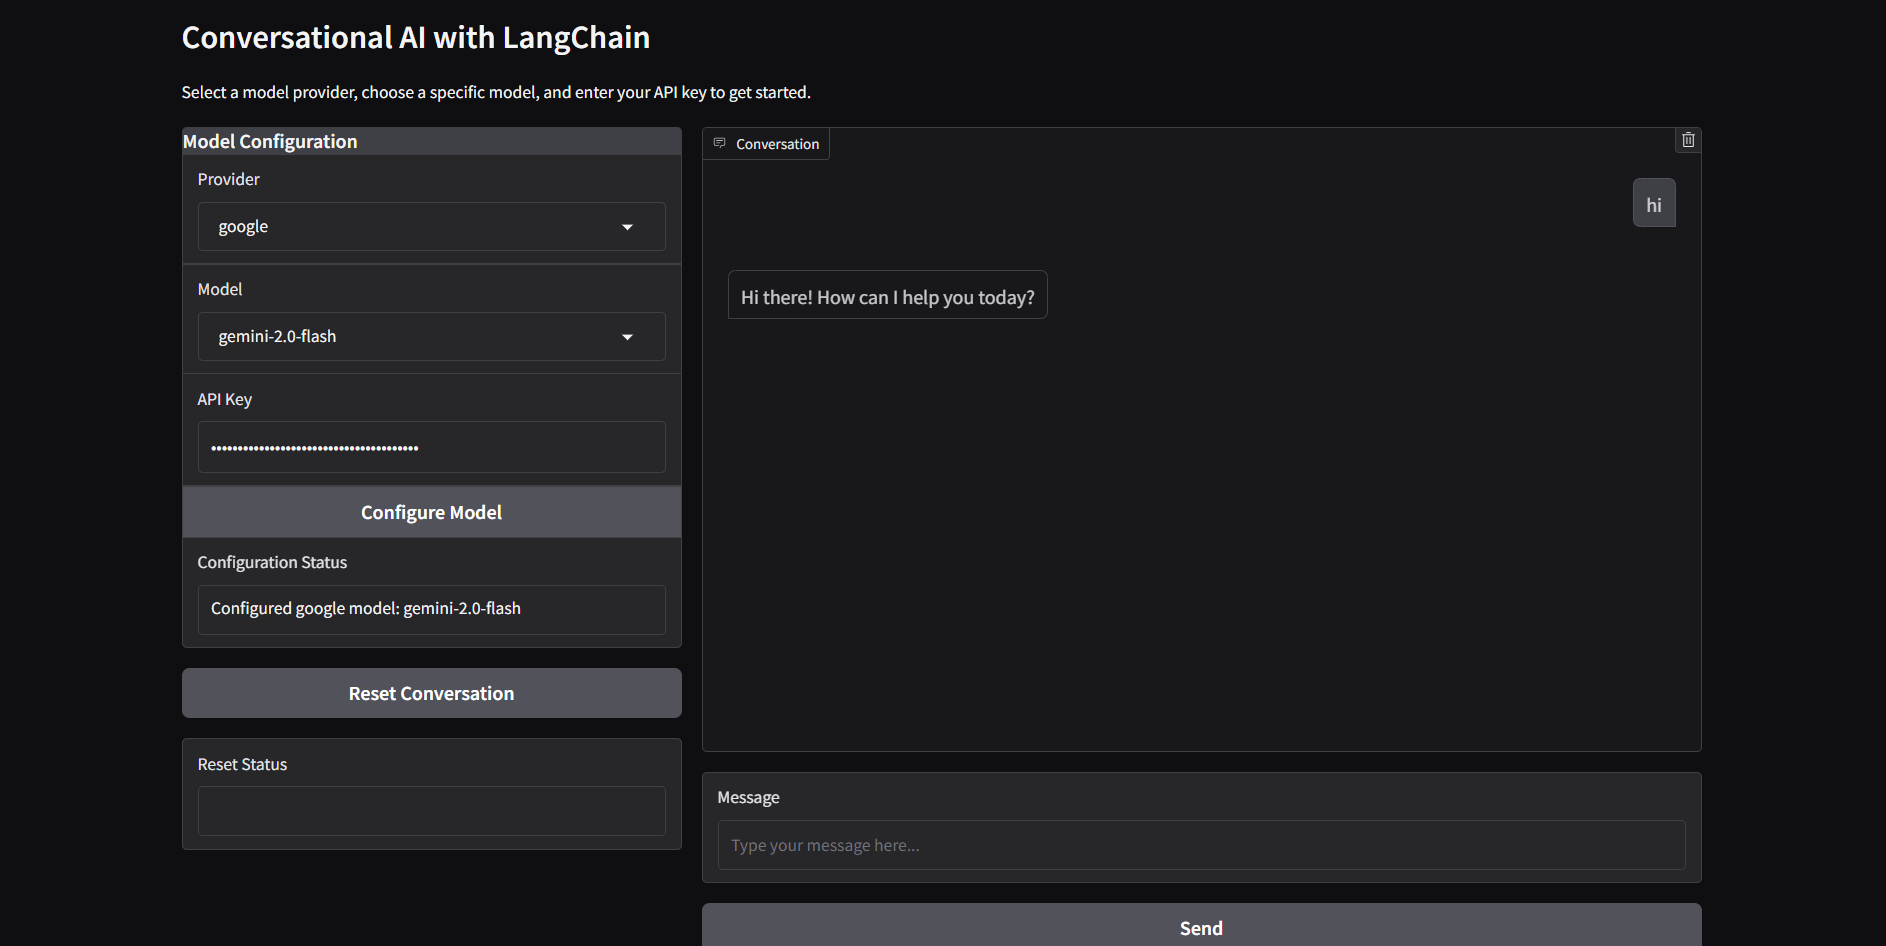 Conversational AI with LangChain
Select a model provider, choose a specific model, and enter your API key to get started.
Model Configuration
Provider
google
Model
gemini-2.0-flash
API Key
•••••••••••••••••••••••••••••••••••••••
Configure Model
Configuration Status
Configured google model: gemini-2.0-flash
Reset Conversation
Reset Status
Conversation
hi
Hi there! How can I help you today?
Message
Type your message here...
Send